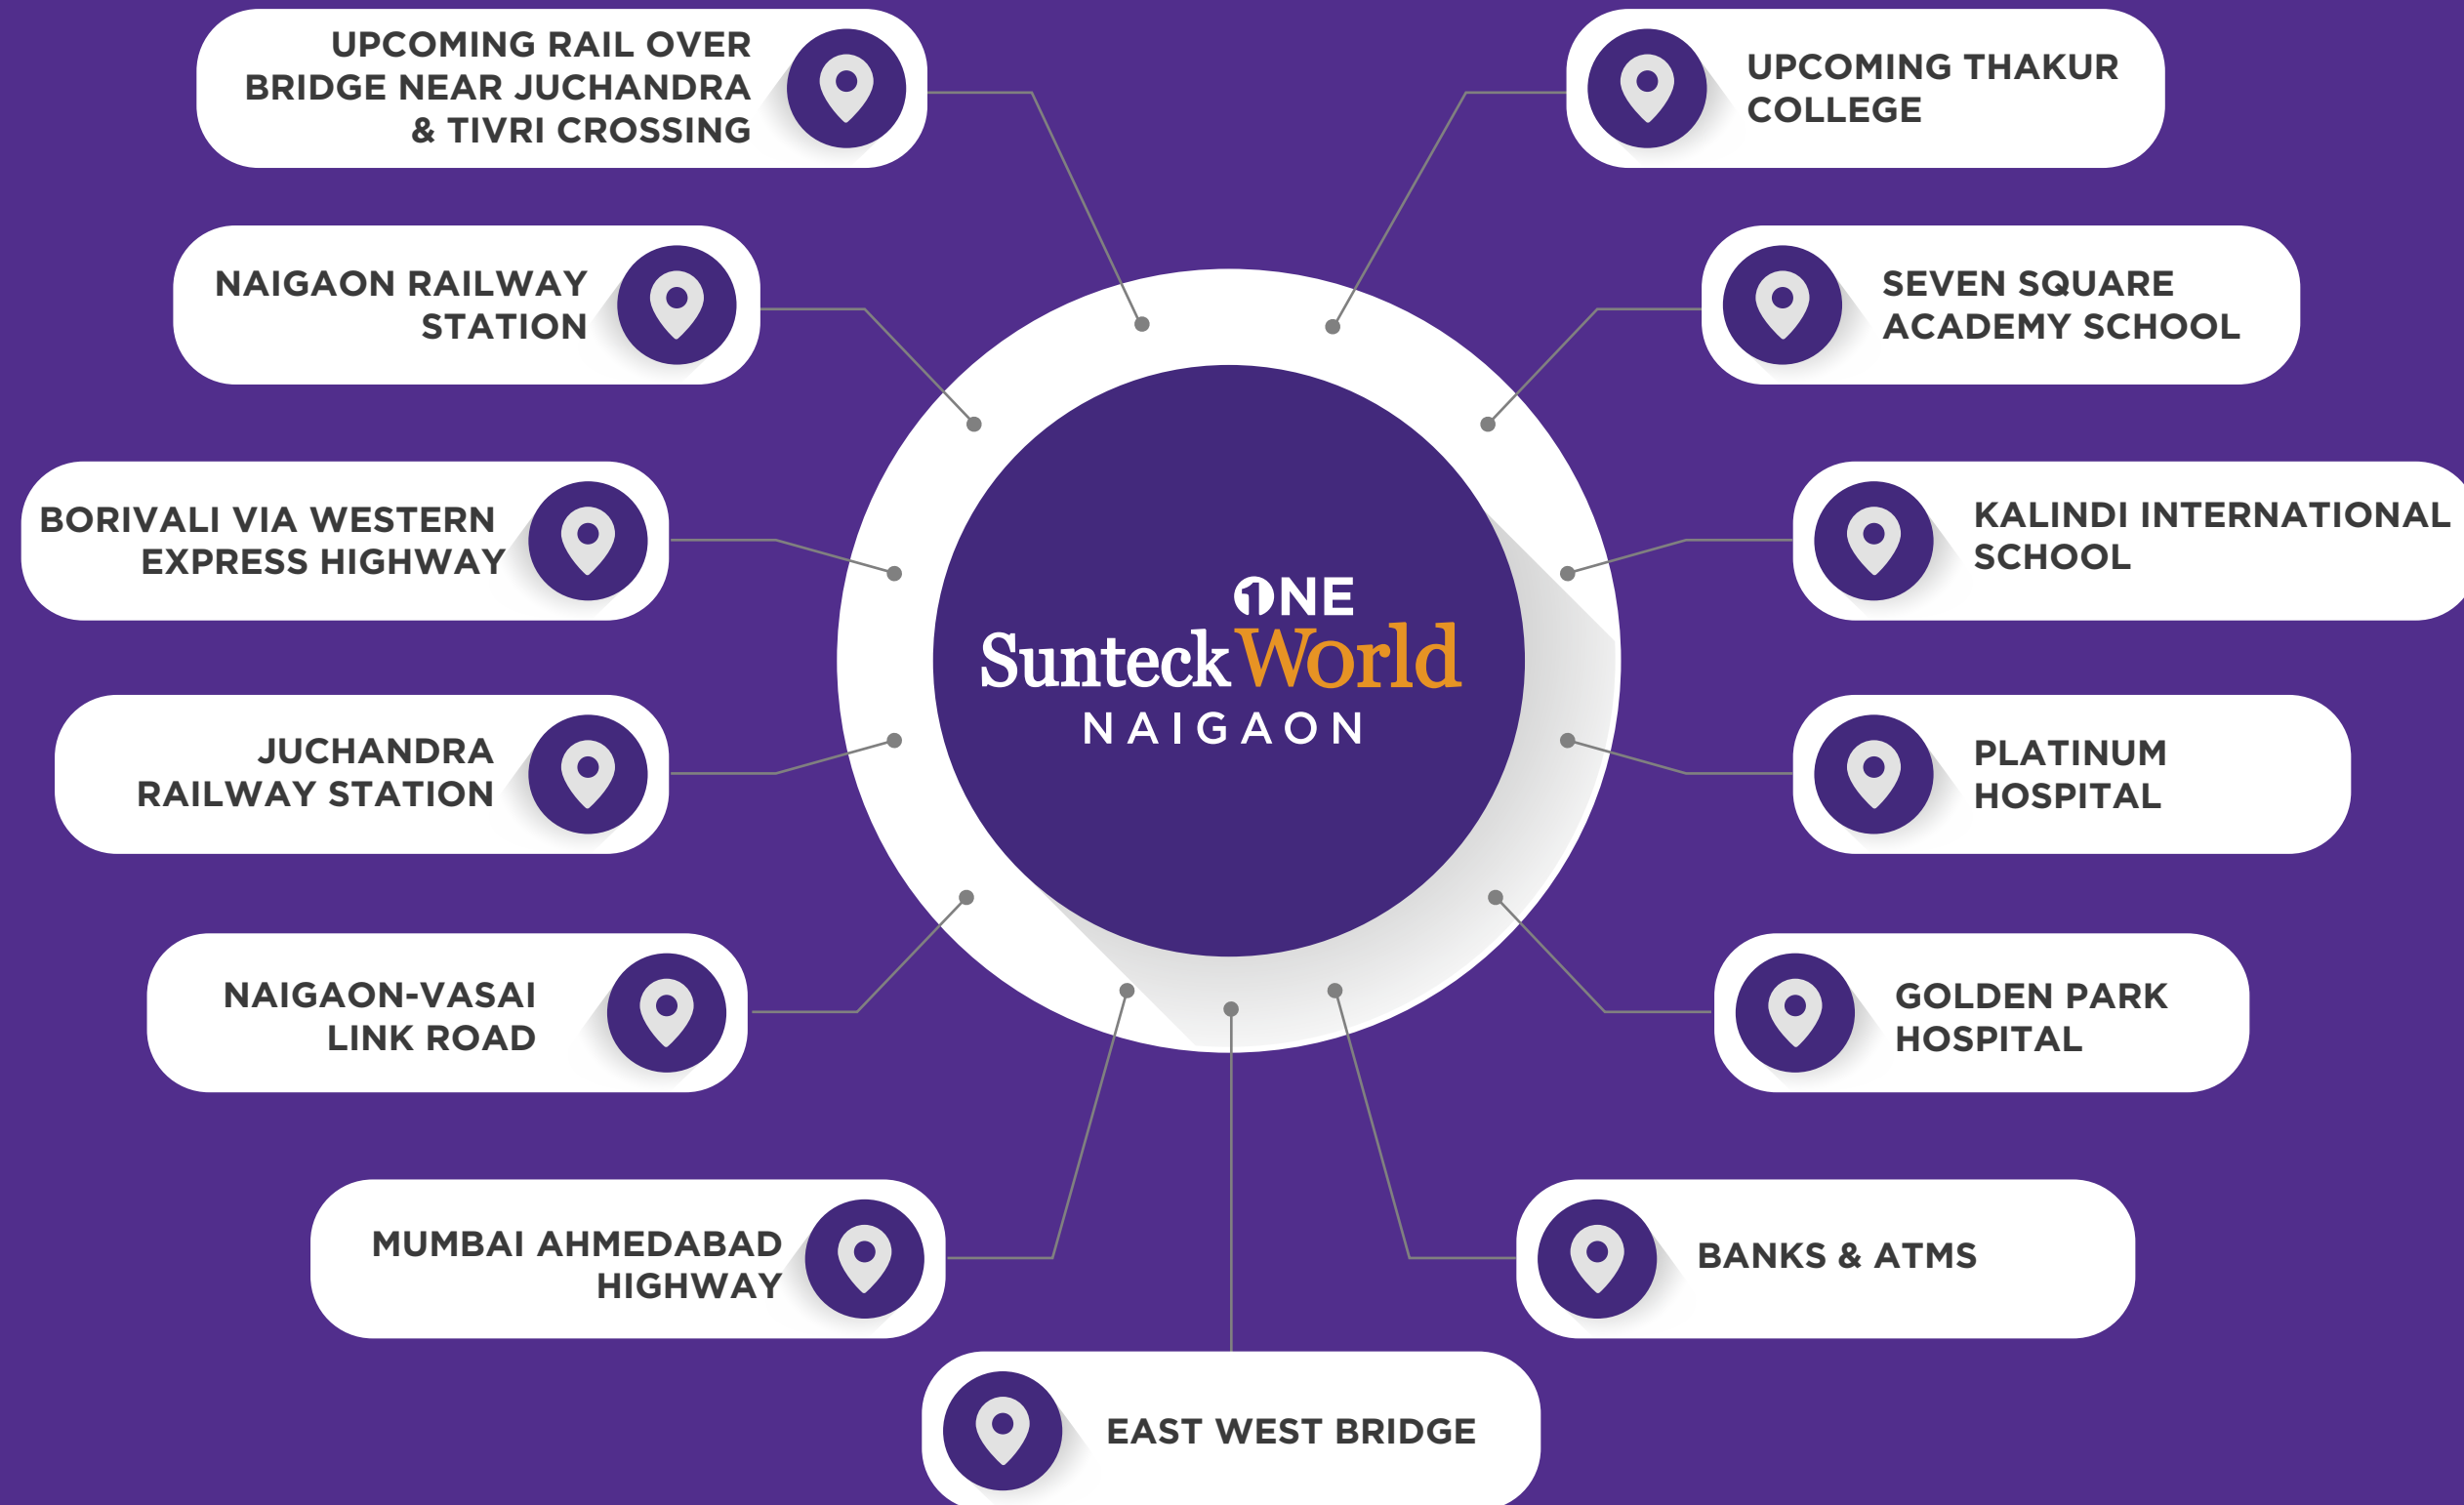 UPCOMING RAIL OVER
BRIDGE NEAR JUCHANDRA
& TIVRI CROSSING
UPCOMING THAKUR
COLLEGE
NAIGAON RAILWAY
STATION
SEVEN SQUARE
ACADEMY SCHOOL
BORIVALI VIA WESTERN
EXPRESS HIGHWAY
KALINDI INTERNATIONAL
SCHOOL
ONE
SunteckWorld
NAIGAON
JUCHANDRA
RAILWAY STATION
PLATINUM
HOSPITAL
NAIGAON-VASAI
LINK ROAD
GOLDEN PARK
HOSPITAL
MUMBAI AHMEDABAD
HIGHWAY
BANKS & ATMS
EAST WEST BRIDGE